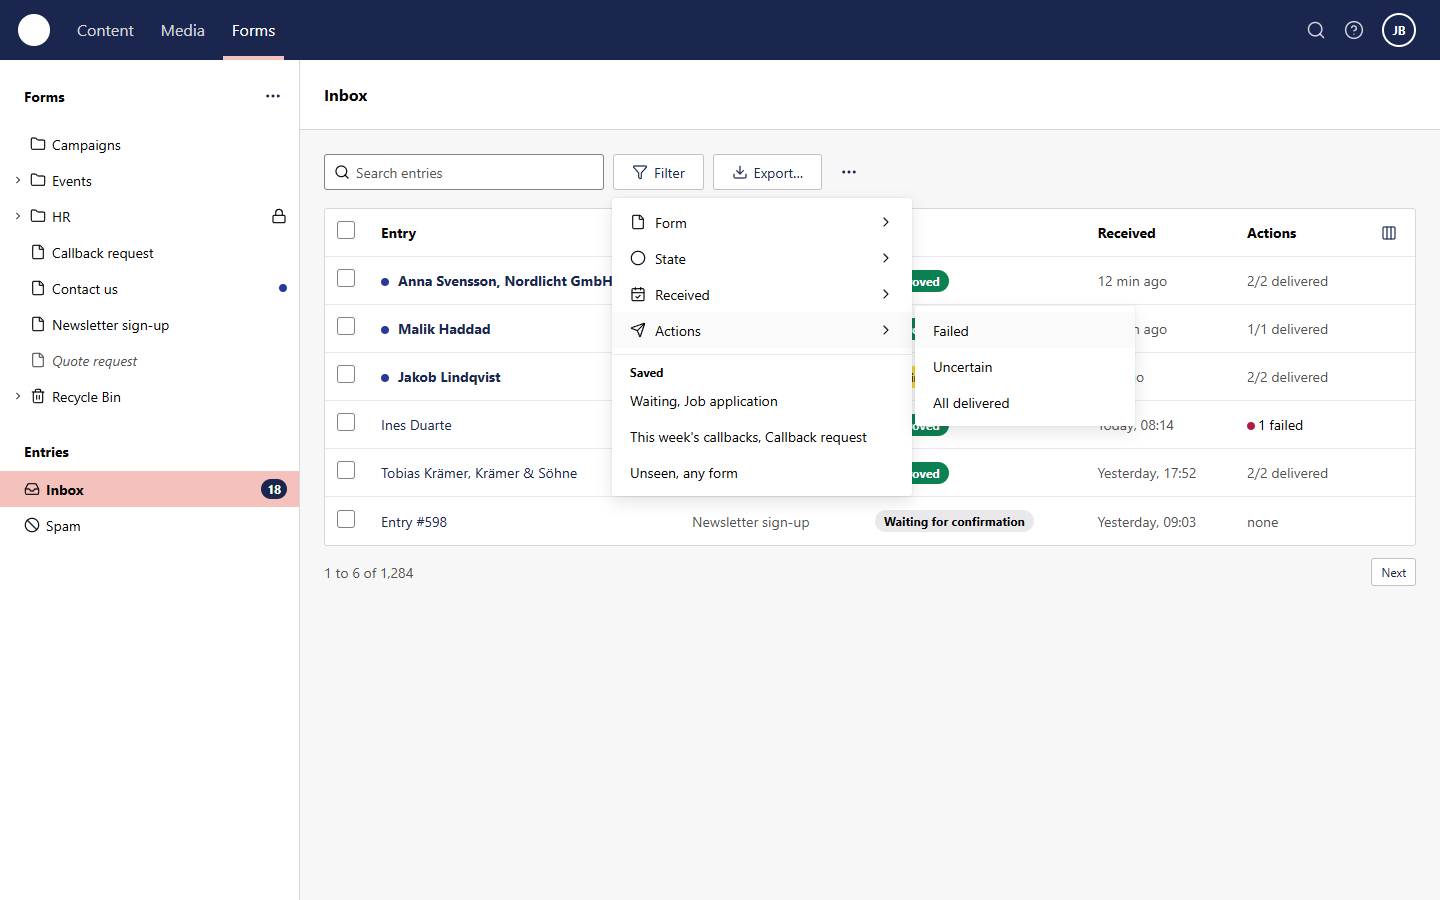 Content Media Forms JB
Forms
Campaigns
Events
HR
Callback request
Contact us
Newsletter sign-up
Quote request
Recycle Bin
Entries
Inbox 18
Spam
Inbox
Search entries Filter Export...
Entry Received Actions
Anna Svensson, Nordlicht GmbH 12 min ago 2/2 delivered
Malik Haddad ago 1/1 delivered
Jakob Lindqvist 2/2 delivered
Ines Duarte Today, 08:14 1 failed
Tobias Krämer, Krämer & Söhne Yesterday, 17:52 2/2 delivered
Entry #598 Newsletter sign-up Waiting for confirmation Yesterday, 09:03 none
1 to 6 of 1,284 Next
Form
State
Received
Actions
Saved
Waiting, Job application
This week's callbacks, Callback request
Unseen, any form
Failed
Uncertain
All delivered